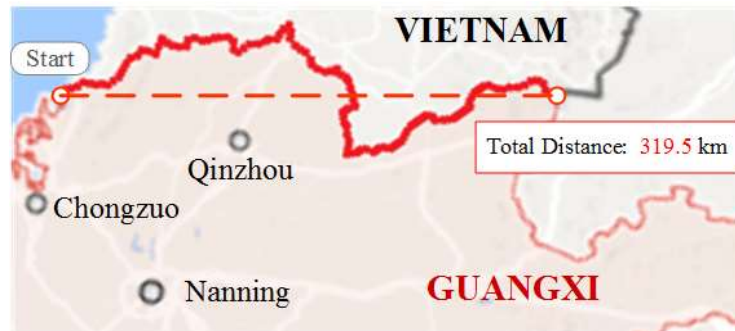 VIETNAM
Start
Total Distance: 319.5 km
Qinzhou
Chongzuo
Nanning
GUANGXI